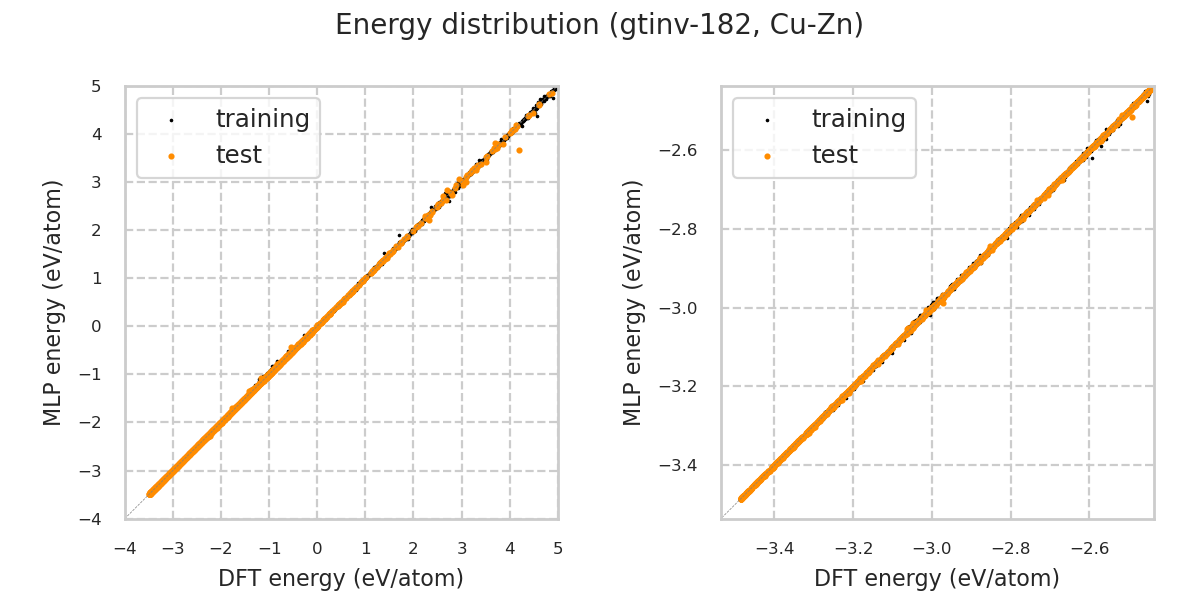 Energy distribution (gtinv-182, Cu-Zn)
MLP energy (eV/atom)
5
4
3
2
1
0
−1
−2
−3
−4
training
test
−4 −3 −2 −1 0 1 2 3 4 5
DFT energy (eV/atom)
MLP energy (eV/atom)
−2.6
−2.8
−3.0
−3.2
−3.4
training
test
−3.4 −3.2 −3.0 −2.8 −2.6
DFT energy (eV/atom)